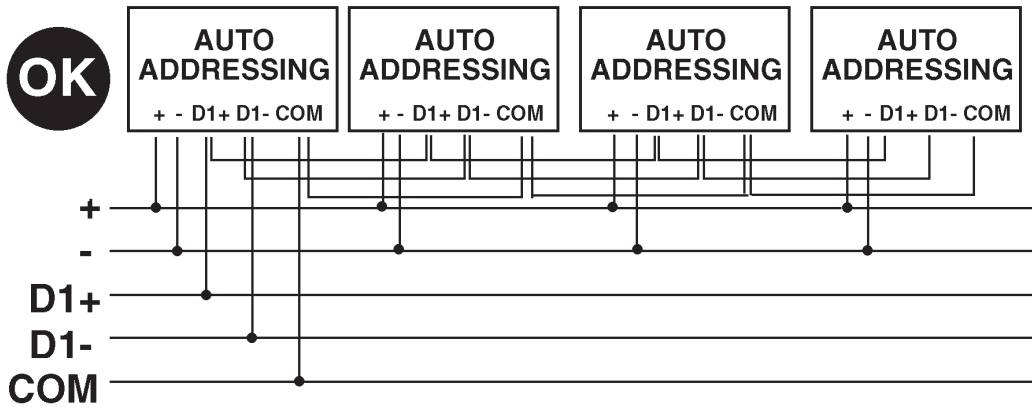 OK
AUTO
ADDRESSING
+ - D1+ D1- COM
AUTO
ADDRESSING
+ - D1+ D1- COM
AUTO
ADDRESSING
+ - D1+ D1- COM
AUTO
ADDRESSING
+ - D1+ D1- COM
+
-
D1+
D1-
COM